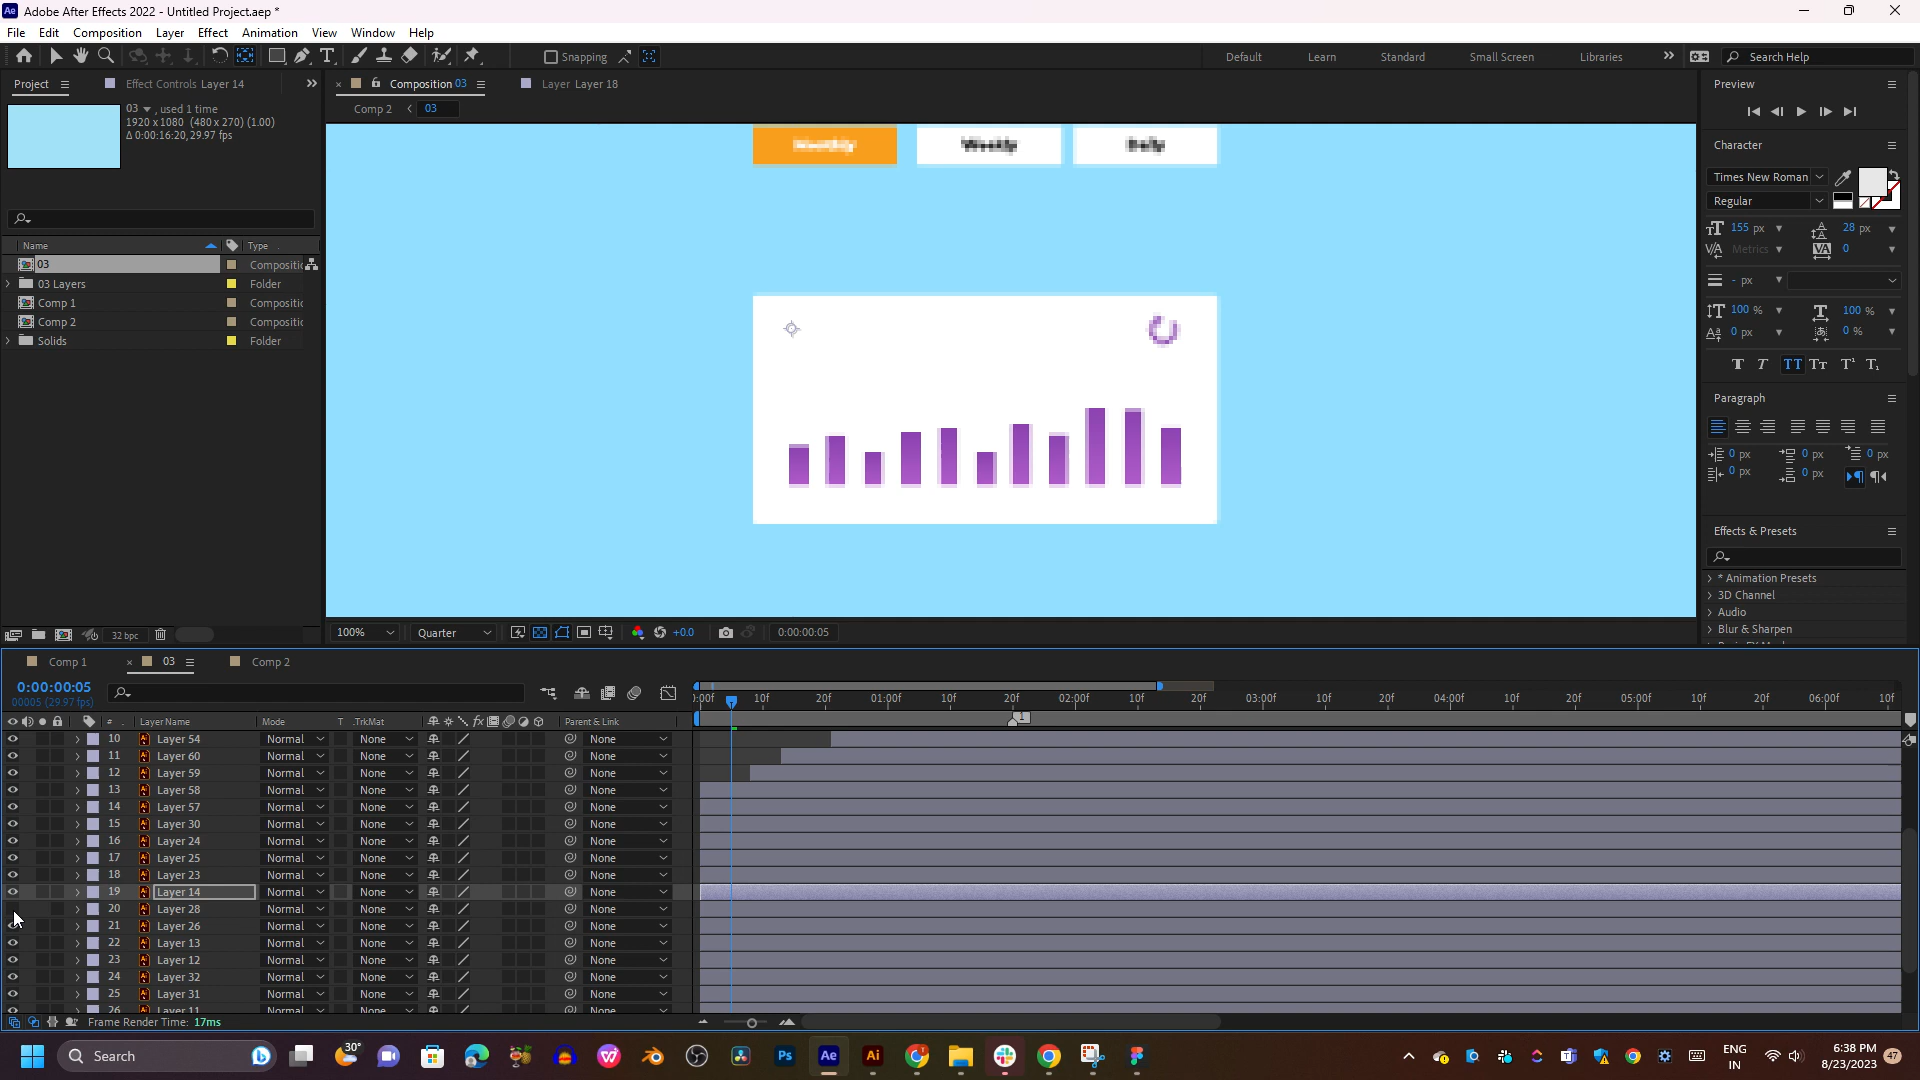 Adobe After Effects 2022 - Untitled Project.aep *
File Edit Composition Layer Effect Animation View Window Help
Snapping
Default Learn Standard Small Screen Libraries Search Help
Project Effect Controls Layer 14
Composition 03 Layer Layer 18
Comp 2 03
03 , used 1 time
1920 x 1080 (480 x 270) (1.00)
Δ 0:00:16:20, 29.97 fps
Name Type
03 Compositic
03 Layers Folder
Comp 1 Compositic
Comp 2 Compositic
Solids Folder
32 bpc
Monthly Weekly Daily
100% Quarter +0.0 0:00:00:05
Preview
Character
Times New Roman
Regular
155 px 28 px
Metrics 0
- px
100 % 100 %
0 px 0 %
Paragraph
0 px 0 px 0 px
0 px 0 px
Effects & Presets
* Animation Presets
3D Channel
Audio
Blur & Sharpen
Comp 1 03 Comp 2
0:00:00:05
00005 (29.97 fps)
):00f 10f 20f 01:00f 10f 20f 02:00f 10f 20f 03:00f 10f 20f 04:00f 10f 20f 05:00f 10f 20f 06:00f 10f
1
# Layer Name Mode T .TrkMat Parent & Link
10 Layer 54 Normal None None
11 Layer 60 Normal None None
12 Layer 59 Normal None None
13 Layer 58 Normal None None
14 Layer 57 Normal None None
15 Layer 30 Normal None None
16 Layer 24 Normal None None
17 Layer 25 Normal None None
18 Layer 23 Normal None None
19 Layer 14 Normal None None
20 Layer 28 Normal None None
21 Layer 26 Normal None None
22 Layer 13 Normal None None
23 Layer 12 Normal None None
24 Layer 32 Normal None None
25 Layer 31 Normal None None
26 Layer 11 Normal None None
Frame Render Time: 17ms
Search
30°
ENG
IN
6:38 PM
8/23/2023
47